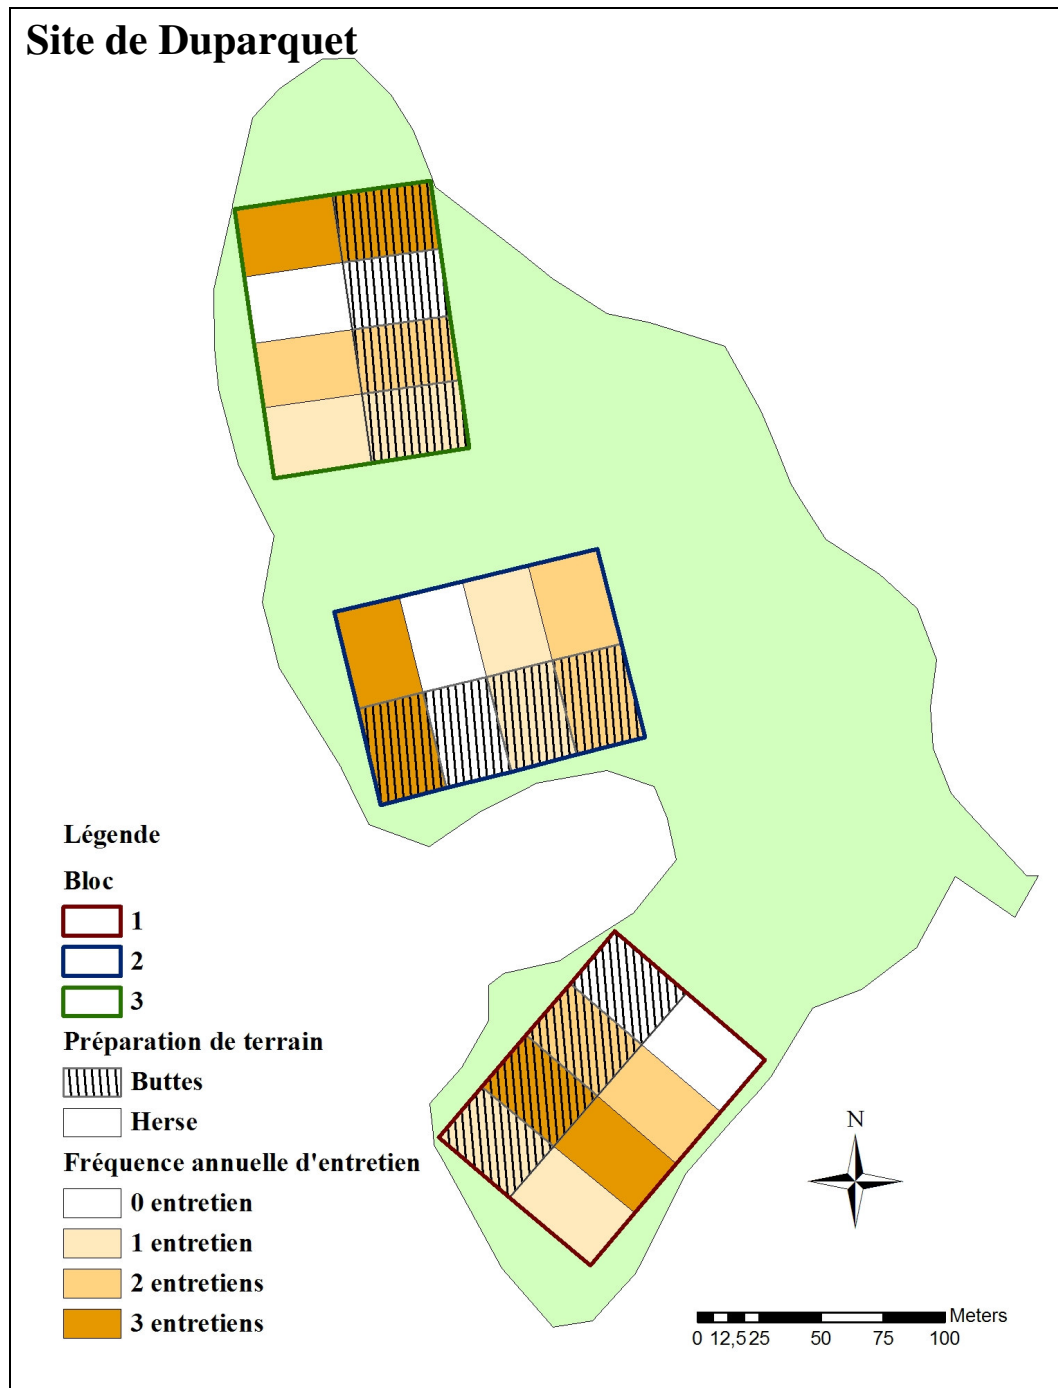 Site de Duparquet
Légende
Bloc
1
2
3
Préparation de terrain
Buttes
Herse
Fréquence annuelle d'entretien
0 entretien
1 entretien
2 entretiens
3 entretiens
N
Meters
0 12,5 25 50 75 100